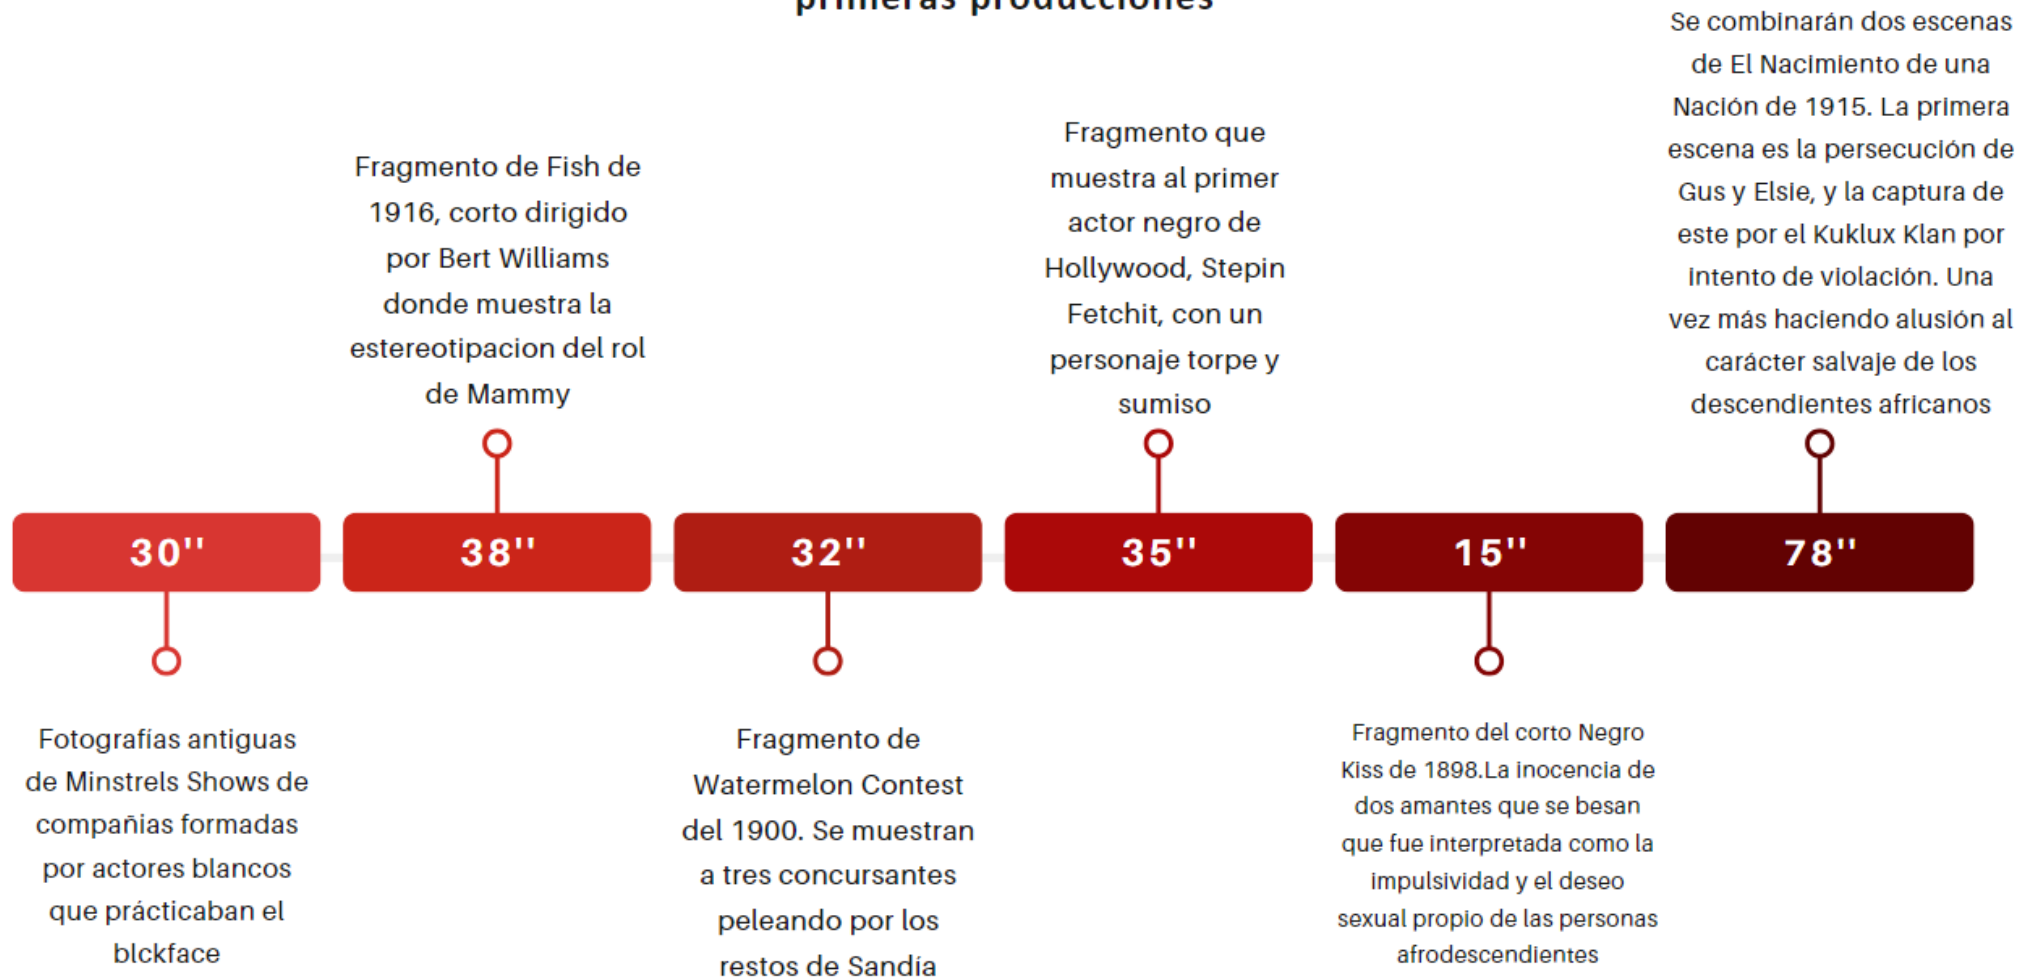 primeras producciones
30''
Fotografías antiguas
de Minstrels Shows de
compañias formadas
por actores blancos
que prácticaban el
blckface
Fragmento de Fish de
1916, corto dirigido
por Bert Williams
donde muestra la
estereotipacion del rol
de Mammy
38''
32''
Fragmento de
Watermelon Contest
del 1900. Se muestran
a tres concursantes
peleando por los
restos de Sandía
Fragmento que
muestra al primer
actor negro de
Hollywood, Stepin
Fetchit, con un
personaje torpe y
sumiso
35''
15''
Fragmento del corto Negro
Kiss de 1898.La inocencia de
dos amantes que se besan
que fue interpretada como la
impulsividad y el deseo
sexual propio de las personas
afrodescendientes
Se combinarán dos escenas
de El Nacimiento de una
Nación de 1915. La primera
escena es la persecución de
Gus y Elsie, y la captura de
este por el Kuklux Klan por
intento de violación. Una
vez más haciendo alusión al
carácter salvaje de los
descendientes africanos
78''